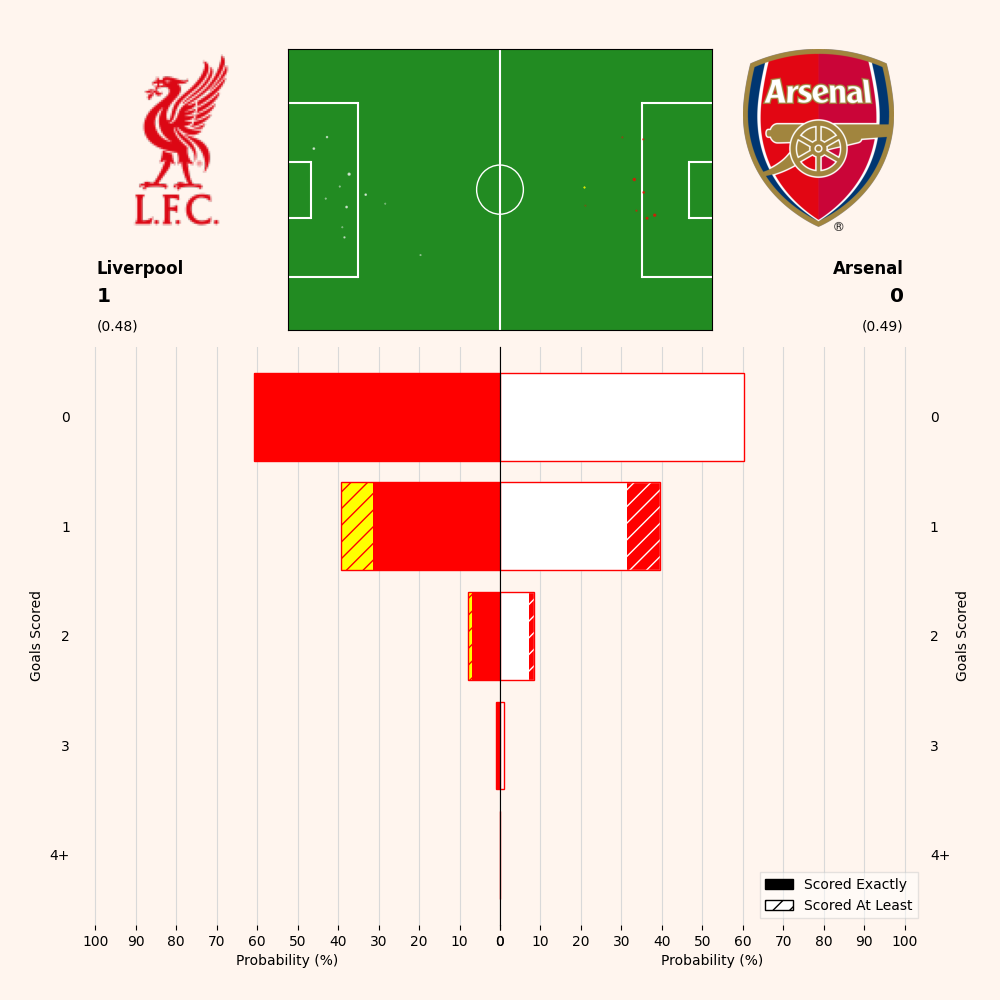 L.F.C.
Arsenal
®
Liverpool
1
(0.48)
Arsenal
0
(0.49)
0
1
2
3
4+
Goals Scored
0
1
2
3
4+
Goals Scored
Scored Exactly
Scored At Least
100 90 80 70 60 50 40 30 20 10 0
0 10 20 30 40 50 60 70 80 90 100
Probability (%)
Probability (%)